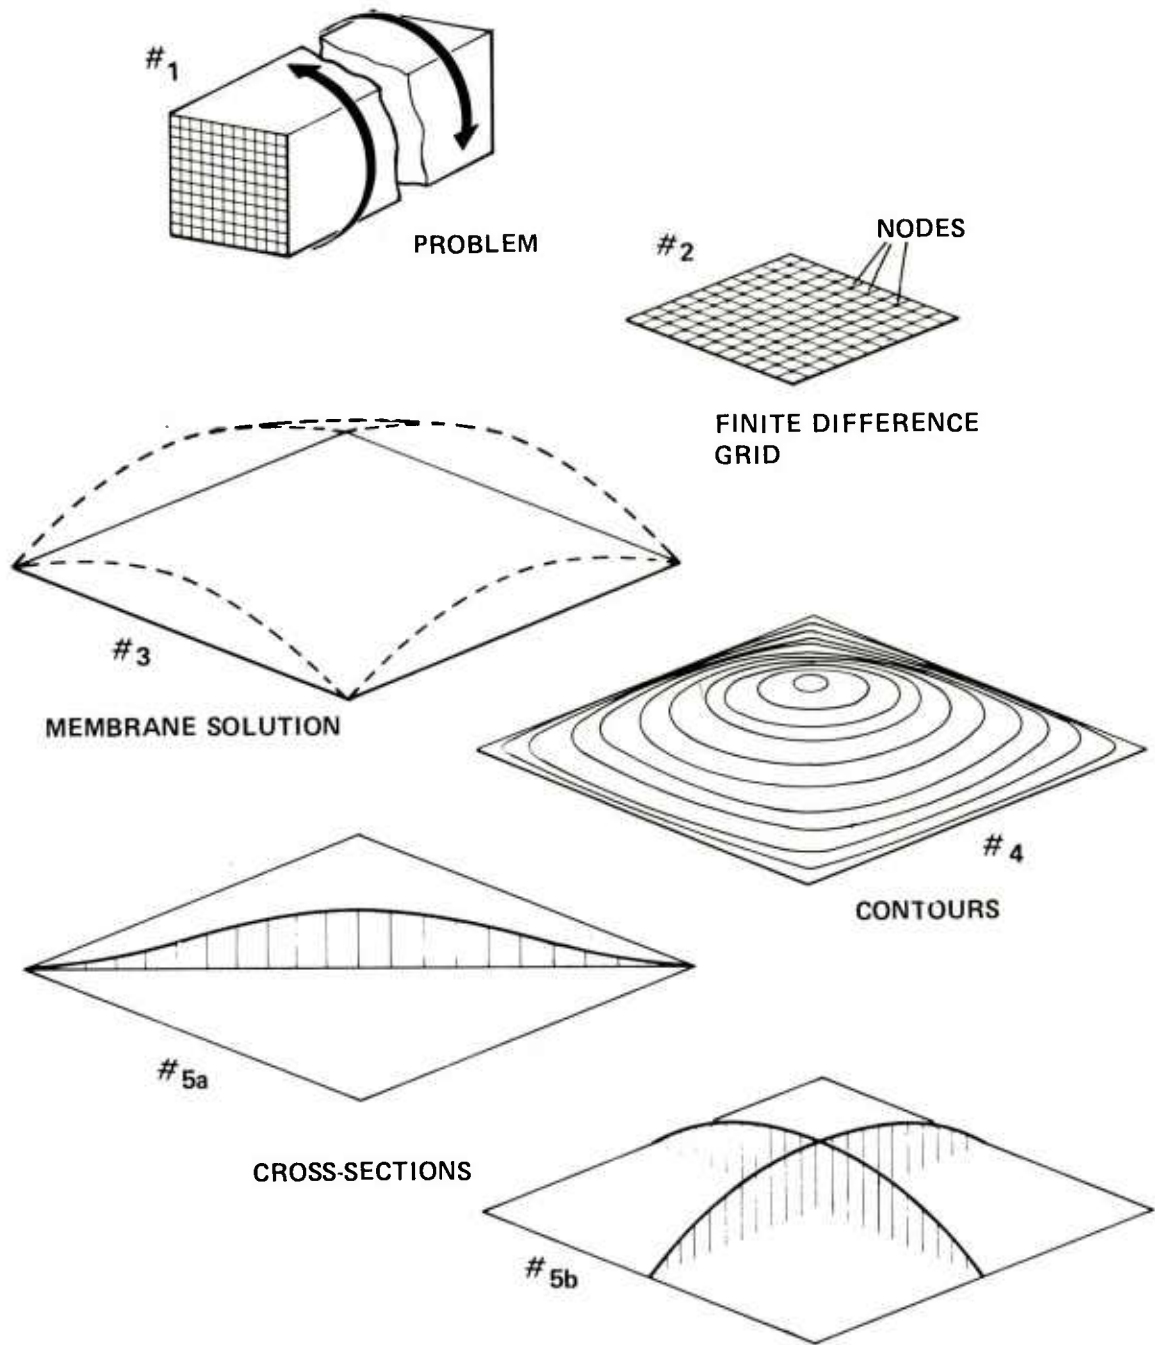 #1
PROBLEM
#2
NODES
FINITE DIFFERENCE
GRID
#3
MEMBRANE SOLUTION
#4
CONTOURS
#5a
CROSS-SECTIONS
#5b